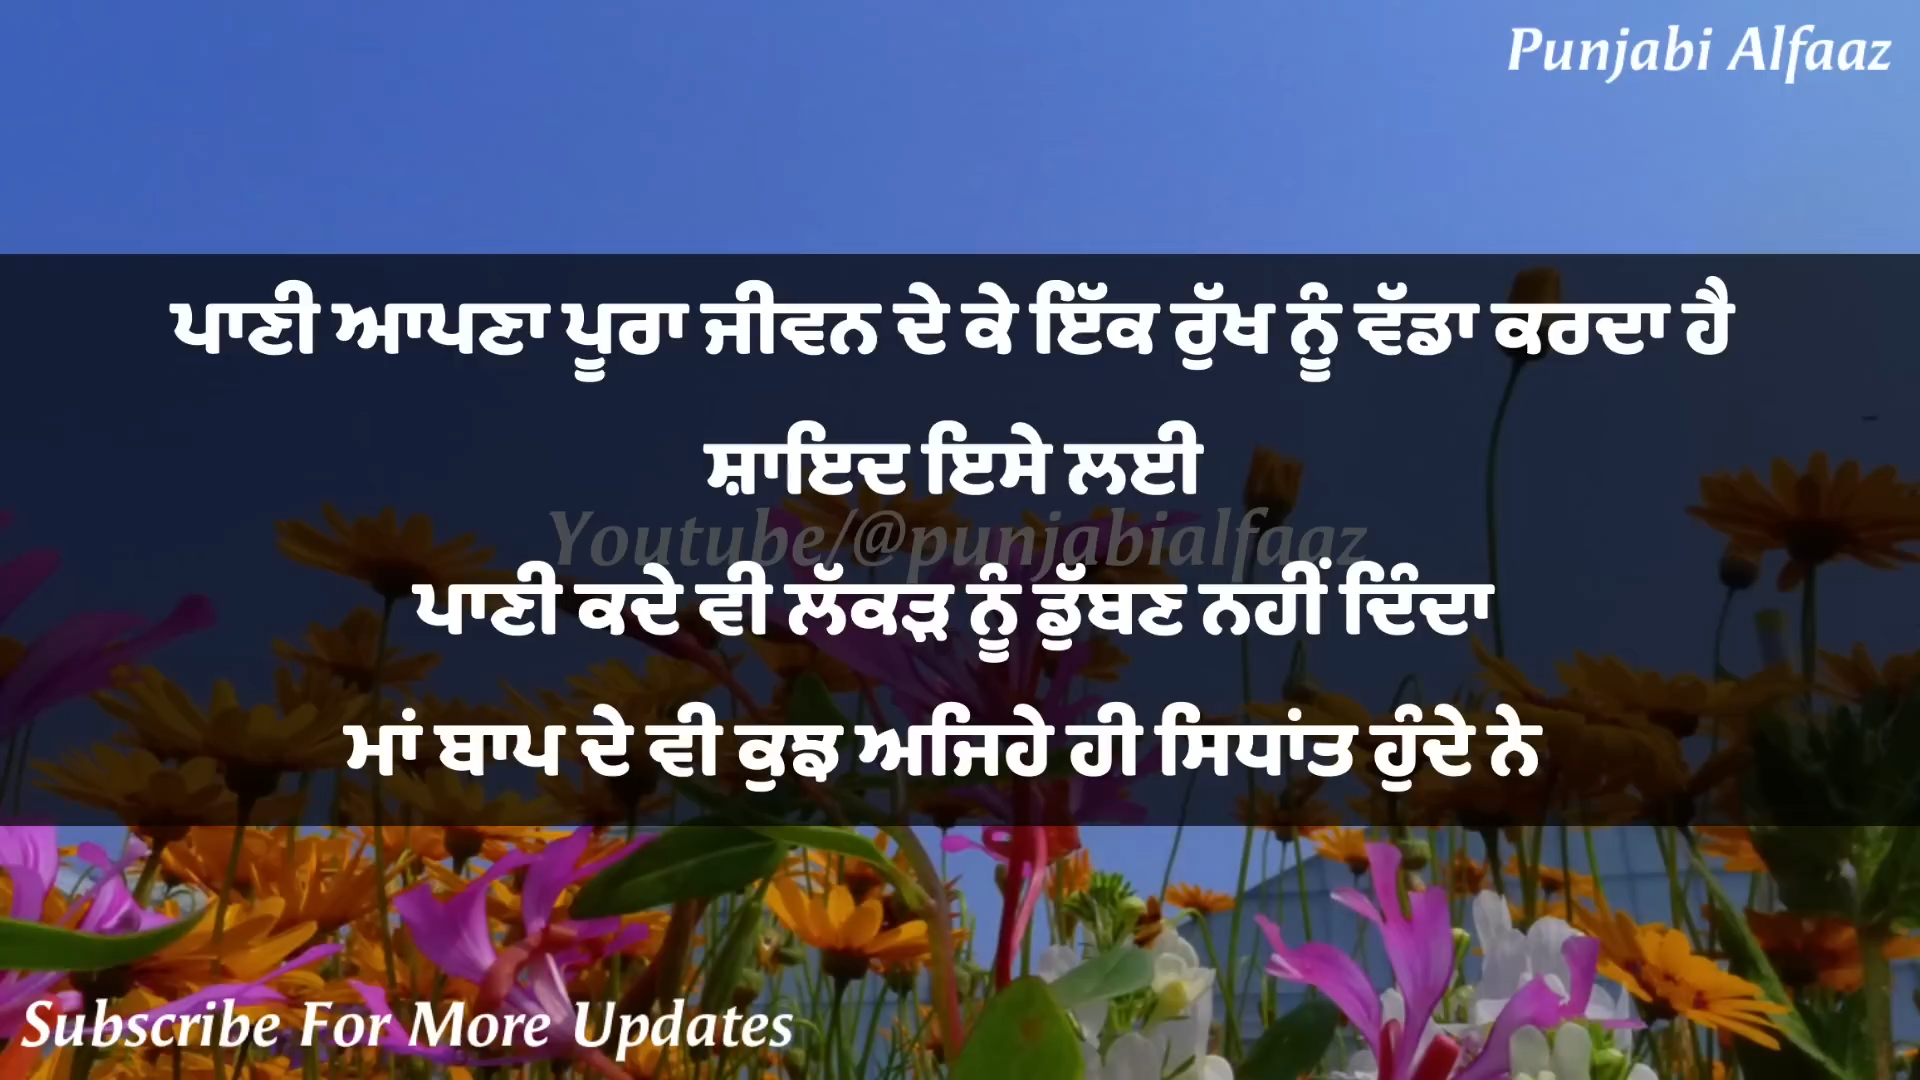 Punjabi Alfaaz
ਪਾਣੀ ਆਪਣਾ ਪੂਰਾ ਜੀਵਨ ਦੇ ਕੇ ਇੱਕ ਰੁੱਖ ਨੂੰ ਵੱਡਾ ਕਰਦਾ ਹੈ
ਸ਼ਾਇਦ ਇਸੇ ਲਈ
Youtube/@punjabialfaaz
ਪਾਣੀ ਕਦੇ ਵੀ ਲੱਕੜ ਨੂੰ ਡੁੱਬਣ ਨਹੀਂ ਦਿੰਦਾ
ਮਾਂ ਬਾਪ ਦੇ ਵੀ ਕੁਝ ਅਜਿਹੇ ਹੀ ਸਿਧਾਂਤ ਹੁੰਦੇ ਨੇ
Subscribe For More Updates